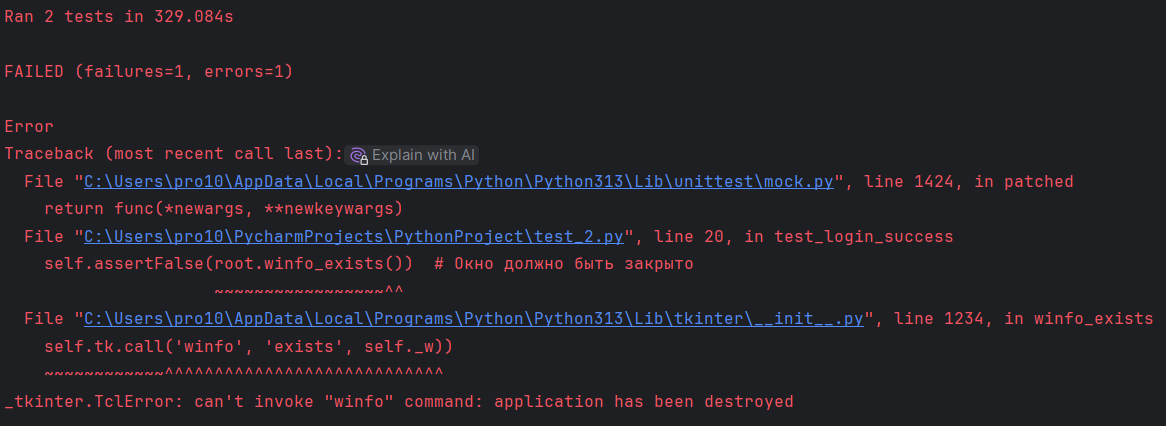 Ran 2 tests in 329.084s
FAILED (failures=1, errors=1)
Error
Traceback (most recent call last): Explain with AI
  File "C:\Users\pro10\AppData\Local\Programs\Python\Python313\Lib\unittest\mock.py", line 1424, in patched
    return func(*newargs, **newkeywargs)
  File "C:\Users\pro10\PycharmProjects\PythonProject\test_2.py", line 20, in test_login_success
    self.assertFalse(root.winfo_exists())  # Окно должно быть закрыто
                     ~~~~~~~~~~~~~~~~~^^
  File "C:\Users\pro10\AppData\Local\Programs\Python\Python313\Lib\tkinter\__init__.py", line 1234, in winfo_exists
    self.tk.call('winfo', 'exists', self._w))
    ~~~~~~~~~~~~^^^^^^^^^^^^^^^^^^^^^^^^^^^^
_tkinter.TclError: can't invoke "winfo" command: application has been destroyed